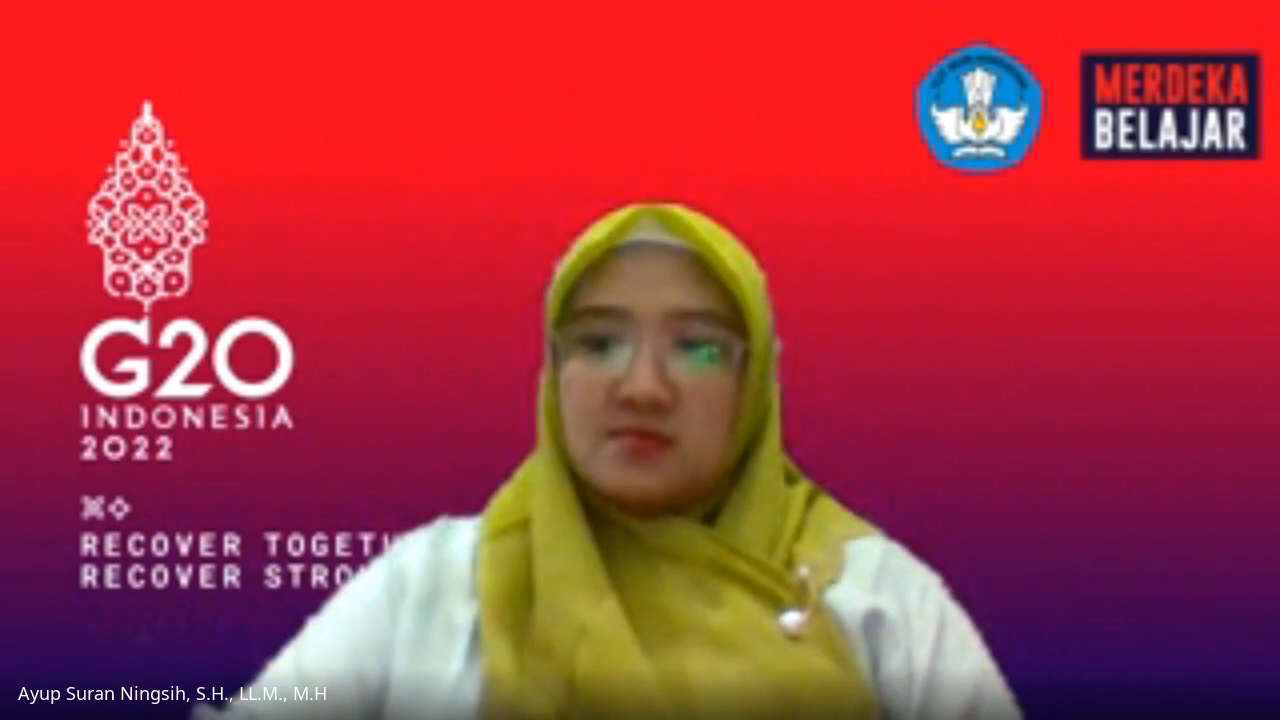 MERDEKA
BELAJAR
G20
INDONESIA
2022
RECOVER
RECOVER
Ayup Suran Ningsih, S.H., LL.M., M.H